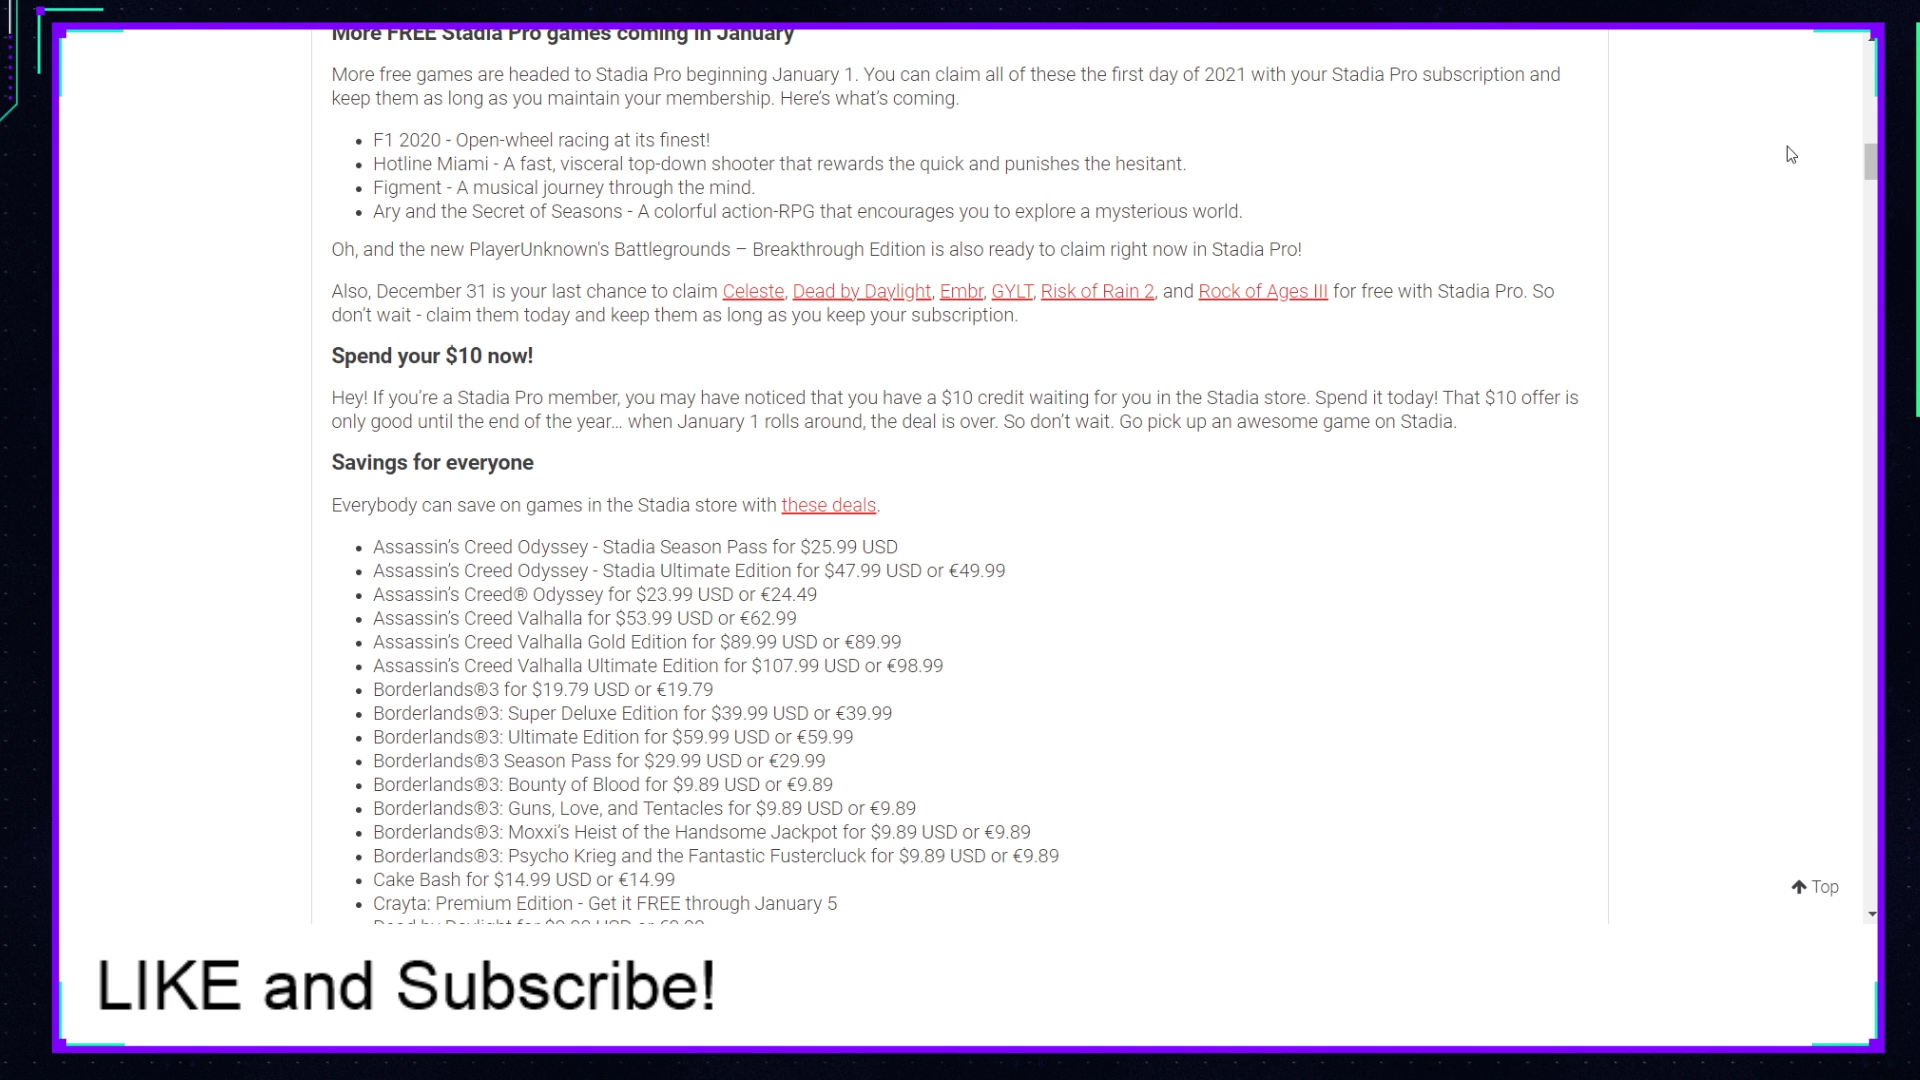 More FREE Stadia Pro games coming in January
More free games are headed to Stadia Pro beginning January 1. You can claim all of these the first day of 2021 with your Stadia Pro subscription and
keep them as long as you maintain your membership. Here’s what’s coming.
F1 2020 - Open-wheel racing at its finest!
Hotline Miami - A fast, visceral top-down shooter that rewards the quick and punishes the hesitant.
Figment - A musical journey through the mind.
Ary and the Secret of Seasons - A colorful action-RPG that encourages you to explore a mysterious world.
Oh, and the new PlayerUnknown's Battlegrounds – Breakthrough Edition is also ready to claim right now in Stadia Pro!
Also, December 31 is your last chance to claim Celeste, Dead by Daylight, Embr, GYLT, Risk of Rain 2, and Rock of Ages III for free with Stadia Pro. So
don’t wait - claim them today and keep them as long as you keep your subscription.
Spend your $10 now!
Hey! If you’re a Stadia Pro member, you may have noticed that you have a $10 credit waiting for you in the Stadia store. Spend it today! That $10 offer is
only good until the end of the year… when January 1 rolls around, the deal is over. So don’t wait. Go pick up an awesome game on Stadia.
Savings for everyone
Everybody can save on games in the Stadia store with these deals.
Assassin’s Creed Odyssey - Stadia Season Pass for $25.99 USD
Assassin’s Creed Odyssey - Stadia Ultimate Edition for $47.99 USD or €49.99
Assassin’s Creed® Odyssey for $23.99 USD or €24.49
Assassin’s Creed Valhalla for $53.99 USD or €62.99
Assassin’s Creed Valhalla Gold Edition for $89.99 USD or €89.99
Assassin’s Creed Valhalla Ultimate Edition for $107.99 USD or €98.99
Borderlands®3 for $19.79 USD or €19.79
Borderlands®3: Super Deluxe Edition for $39.99 USD or €39.99
Borderlands®3: Ultimate Edition for $59.99 USD or €59.99
Borderlands®3 Season Pass for $29.99 USD or €29.99
Borderlands®3: Bounty of Blood for $9.89 USD or €9.89
Borderlands®3: Guns, Love, and Tentacles for $9.89 USD or €9.89
Borderlands®3: Moxxi’s Heist of the Handsome Jackpot for $9.89 USD or €9.89
Borderlands®3: Psycho Krieg and the Fantastic Fustercluck for $9.89 USD or €9.89
Cake Bash for $14.99 USD or €14.99
Crayta: Premium Edition - Get it FREE through January 5
Dead by Daylight for
Top
LIKE and Subscribe!